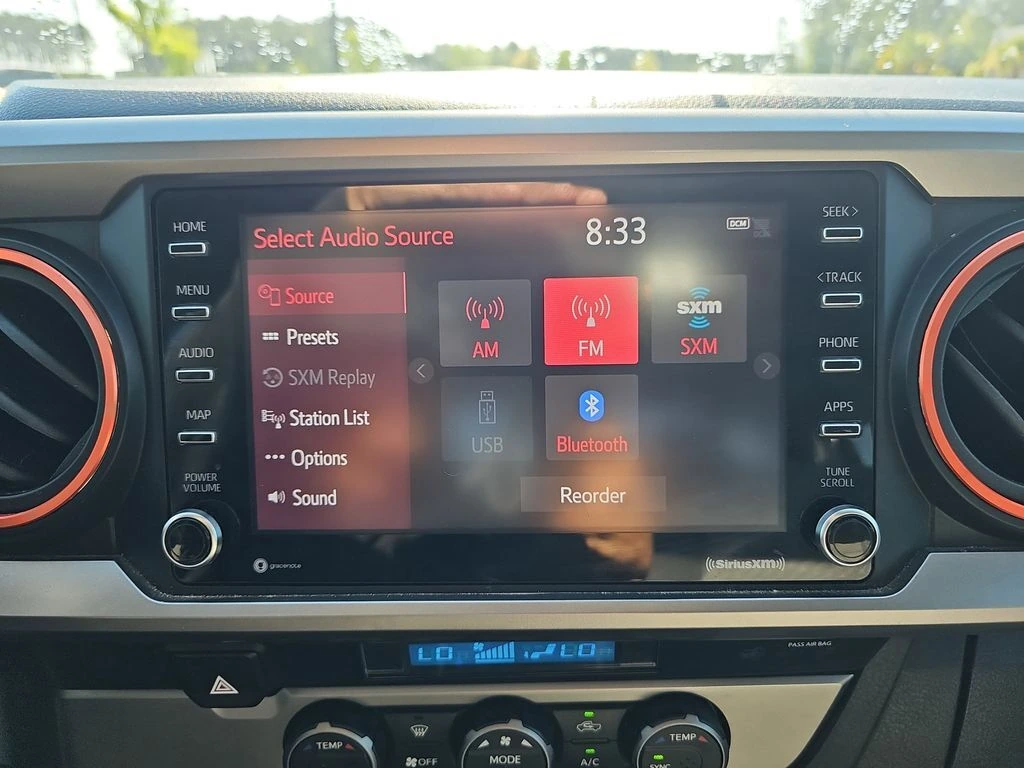 HOME
MENU
AUDIO
MAP
POWER
VOLUME
Select Audio Source
8:33
DCM
Source
Presets
SXM Replay
Station List
Options
Sound
AM
FM
sxm
SXM
USB
Bluetooth
Reorder
SEEK >
< TRACK
PHONE
APPS
TUNE
SCROLL
gracenote
((SiriusXM))
LO
LO
PASS AIR BAG
TEMP
OFF
MODE
A/C
TEMP
SYNC